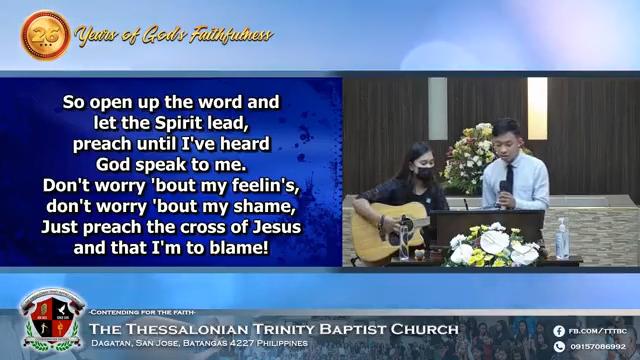 26
Years of God's Faithfulness
So open up the word and
let the Spirit lead,
preach until I've heard
God speak to me.
Don't worry 'bout my feelin's,
don't worry 'bout my shame,
Just preach the cross of Jesus
and that I'm to blame!
-Contending for the faith-
The Thessalonian Trinity Baptist Church
Dagatan, San Jose, Batangas 4227 Philippines
FB.COM/TTTBC
09157086992